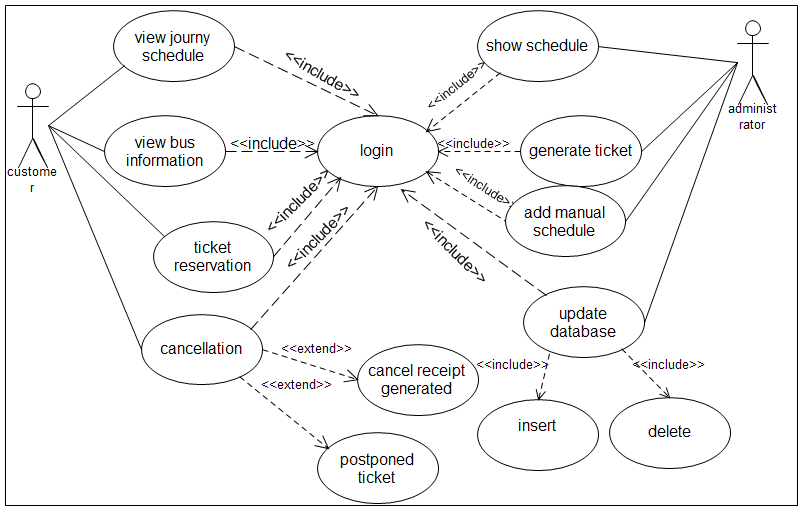 view journy
schedule
show schedule
<<include>>
<<include>>
administ
rator
custome
r
view bus
information
<<include>>
login
<<include>>
generate ticket
<<include>>
<<include>>
add manual
schedule
ticket
reservation
<<include>>
<<include>>
update
database
cancellation
<<extend>>
cancel receipt
generated
<<extend>>
<<include>>
<<include>>
insert
delete
postponed
ticket